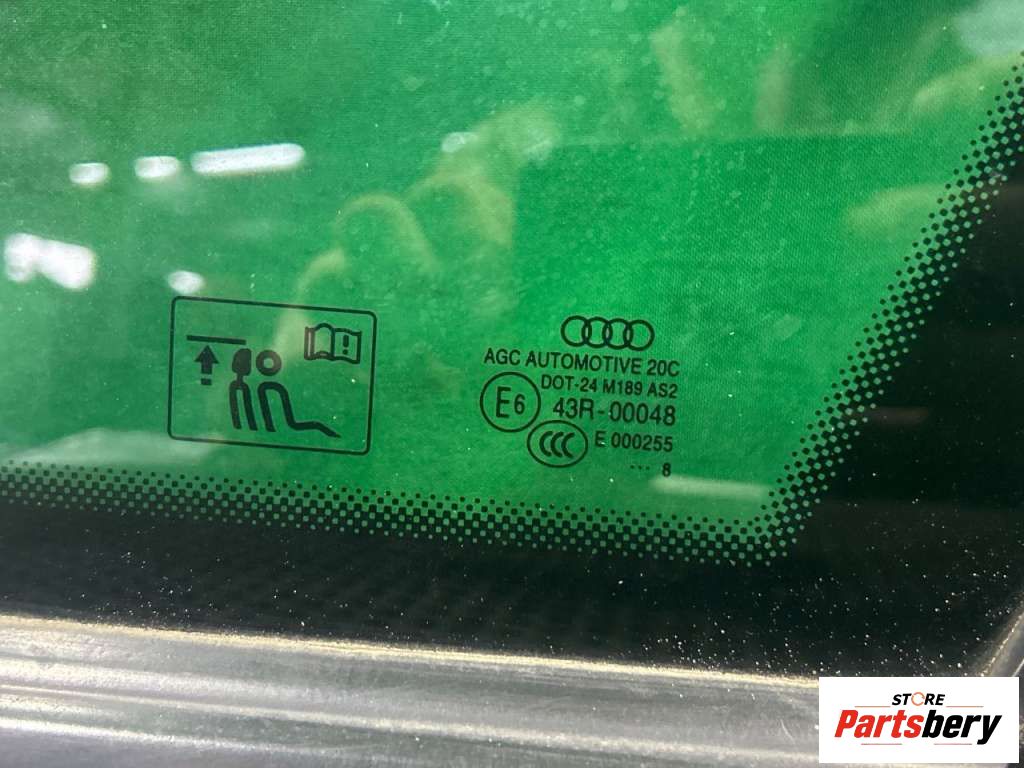 AGC AUTOMOTIVE 20C
DOT-24 M189 AS2
E6
43R-00048
CCC
E 000255
... 8
STORE
Partsbery